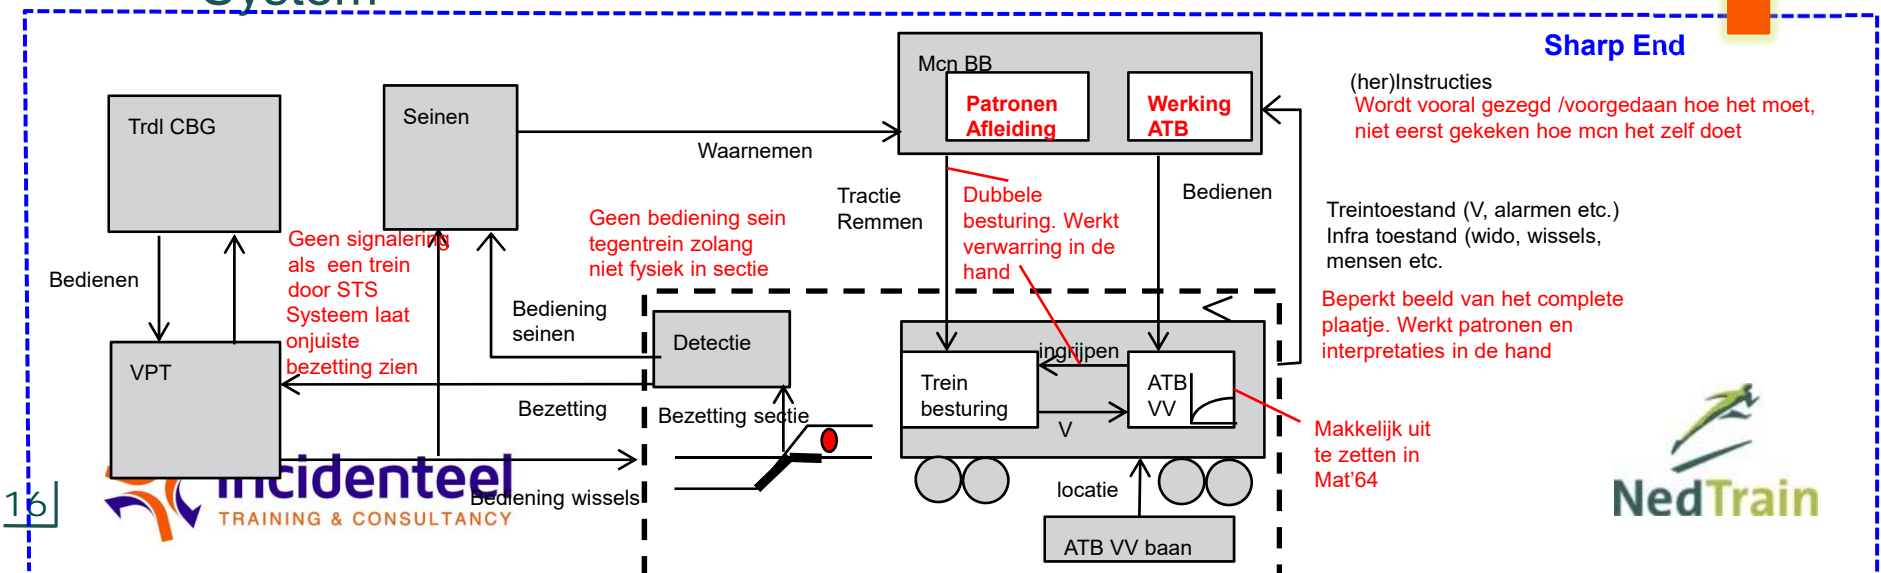 System
Sharp End
Mcn BB
Patronen
Afleiding
Werking
ATB
(her)Instructies
Wordt vooral gezegd /voorgedaan hoe het moet,
niet eerst gekeken hoe mcn het zelf doet
Trdl CBG
Seinen
Waarnemen
Tractie
Remmen
Dubbele
besturing. Werkt
verwarring in de
hand
Bedienen
Treintoestand (V, alarmen etc.)
Infra toestand (wido, wissels,
mensen etc.
Beperkt beeld van het complete
plaatje. Werkt patronen en
interpretaties in de hand
Bedienen
Geen signalering
als een trein
door STS
Systeem laat
onjuiste
bezetting zien
Geen bediening sein
tegentrein zolang
niet fysiek in sectie
Bediening
seinen
Detectie
VPT
Bezetting
Bezetting sectie
ingrijpen
Trein
besturing
ATB
VV
V
Makkelijk uit
te zetten in
Mat'64
Bediening wissels
locatie
ATB VV baan
16
incidenteel
TRAINING & CONSULTANCY
NedTrain